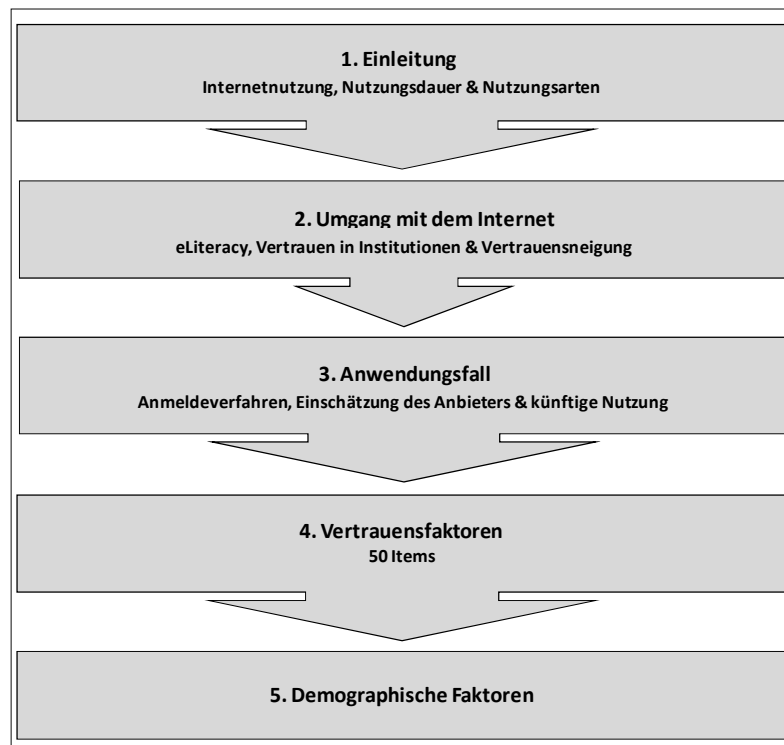 1. Einleitung
Internetnutzung, Nutzungsdauer & Nutzungsarten
2. Umgang mit dem Internet
eLiteracy, Vertrauen in Institutionen & Vertrauensneigung
3. Anwendungsfall
Anmeldeverfahren, Einschätzung des Anbieters & künftige Nutzung
4. Vertrauensfaktoren
50 Items
5. Demographische Faktoren